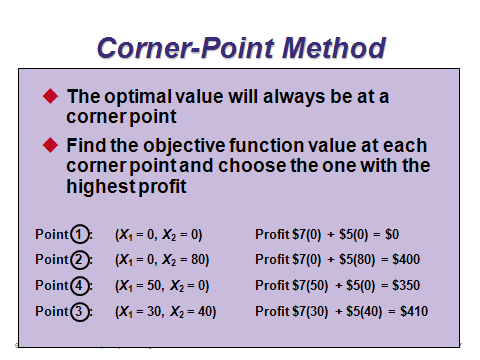 Corner-Point Method
The optimal value will always be at a
corner point
Find the objective function value at each
corner point and choose the one with the
highest profit
Point 1 : (X1 = 0, X2 = 0) Profit $7(0) + $5(0) = $0
Point 2 : (X1 = 0, X2 = 80) Profit $7(0) + $5(80) = $400
Point 4 : (X1 = 50, X2 = 0) Profit $7(50) + $5(0) = $350
Point 3 : (X1 = 30, X2 = 40) Profit $7(30) + $5(40) = $410